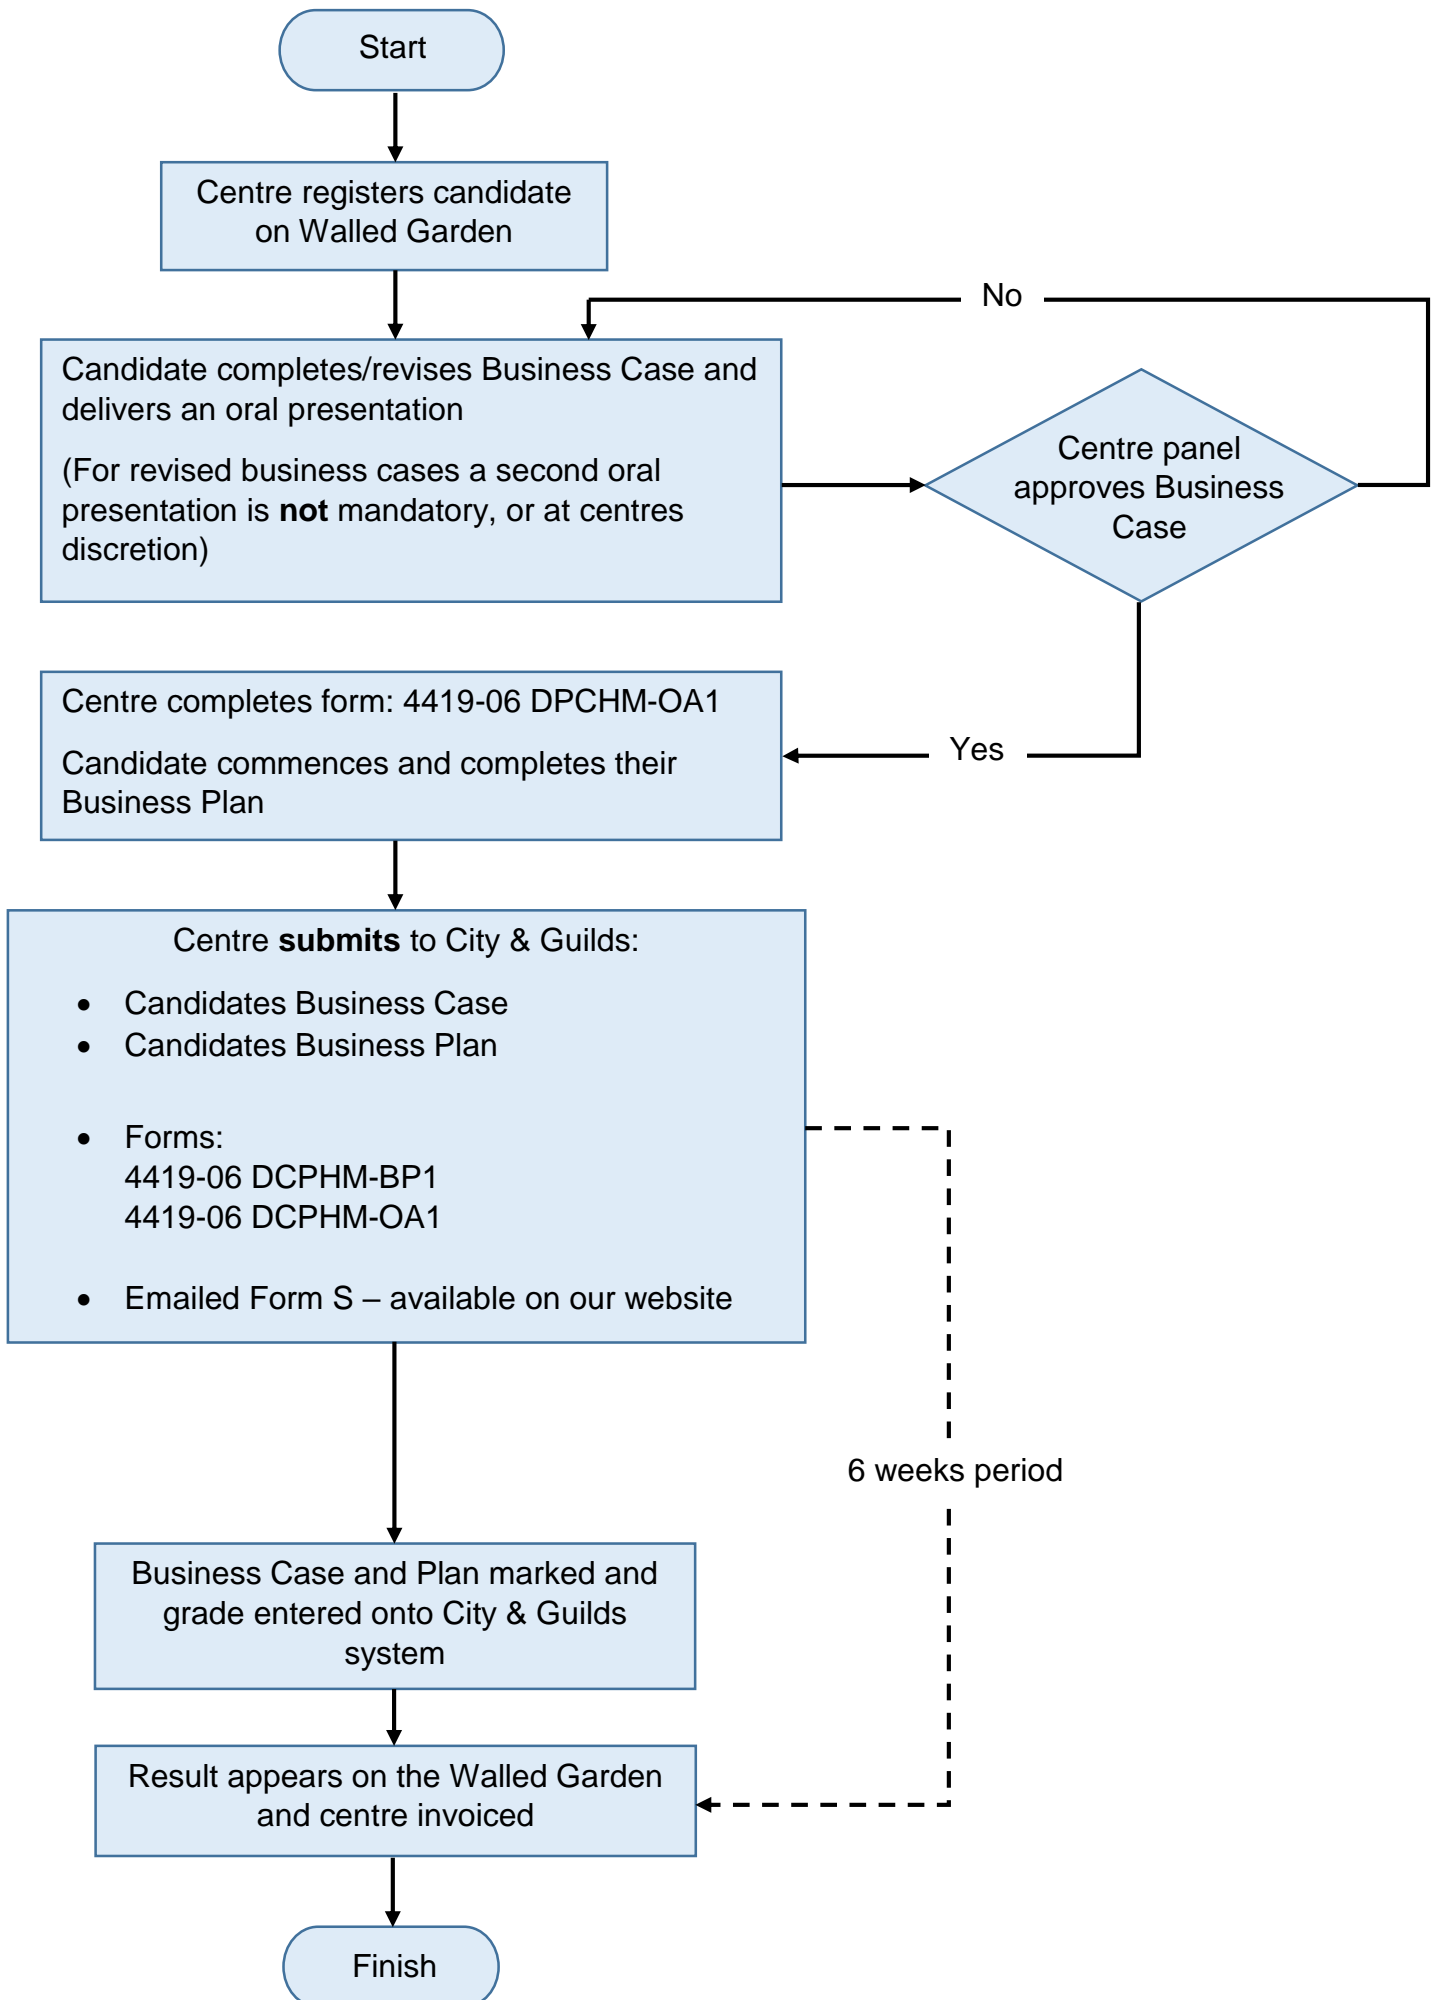 Start
Centre registers candidate
on Walled Garden
No
Candidate completes/revises Business Case and
delivers an oral presentation
(For revised business cases a second oral
presentation is not mandatory, or at centres
discretion)
Centre panel
approves Business
Case
Centre completes form: 4419-06 DPCHM-OA1
Candidate commences and completes their
Business Plan
Yes
Centre submits to City & Guilds:
• Candidates Business Case
• Candidates Business Plan
• Forms:
4419-06 DCPHM-BP1
4419-06 DCPHM-OA1
• Emailed Form S – available on our website
6 weeks period
Business Case and Plan marked and
grade entered onto City & Guilds
system
Result appears on the Walled Garden
and centre invoiced
Finish